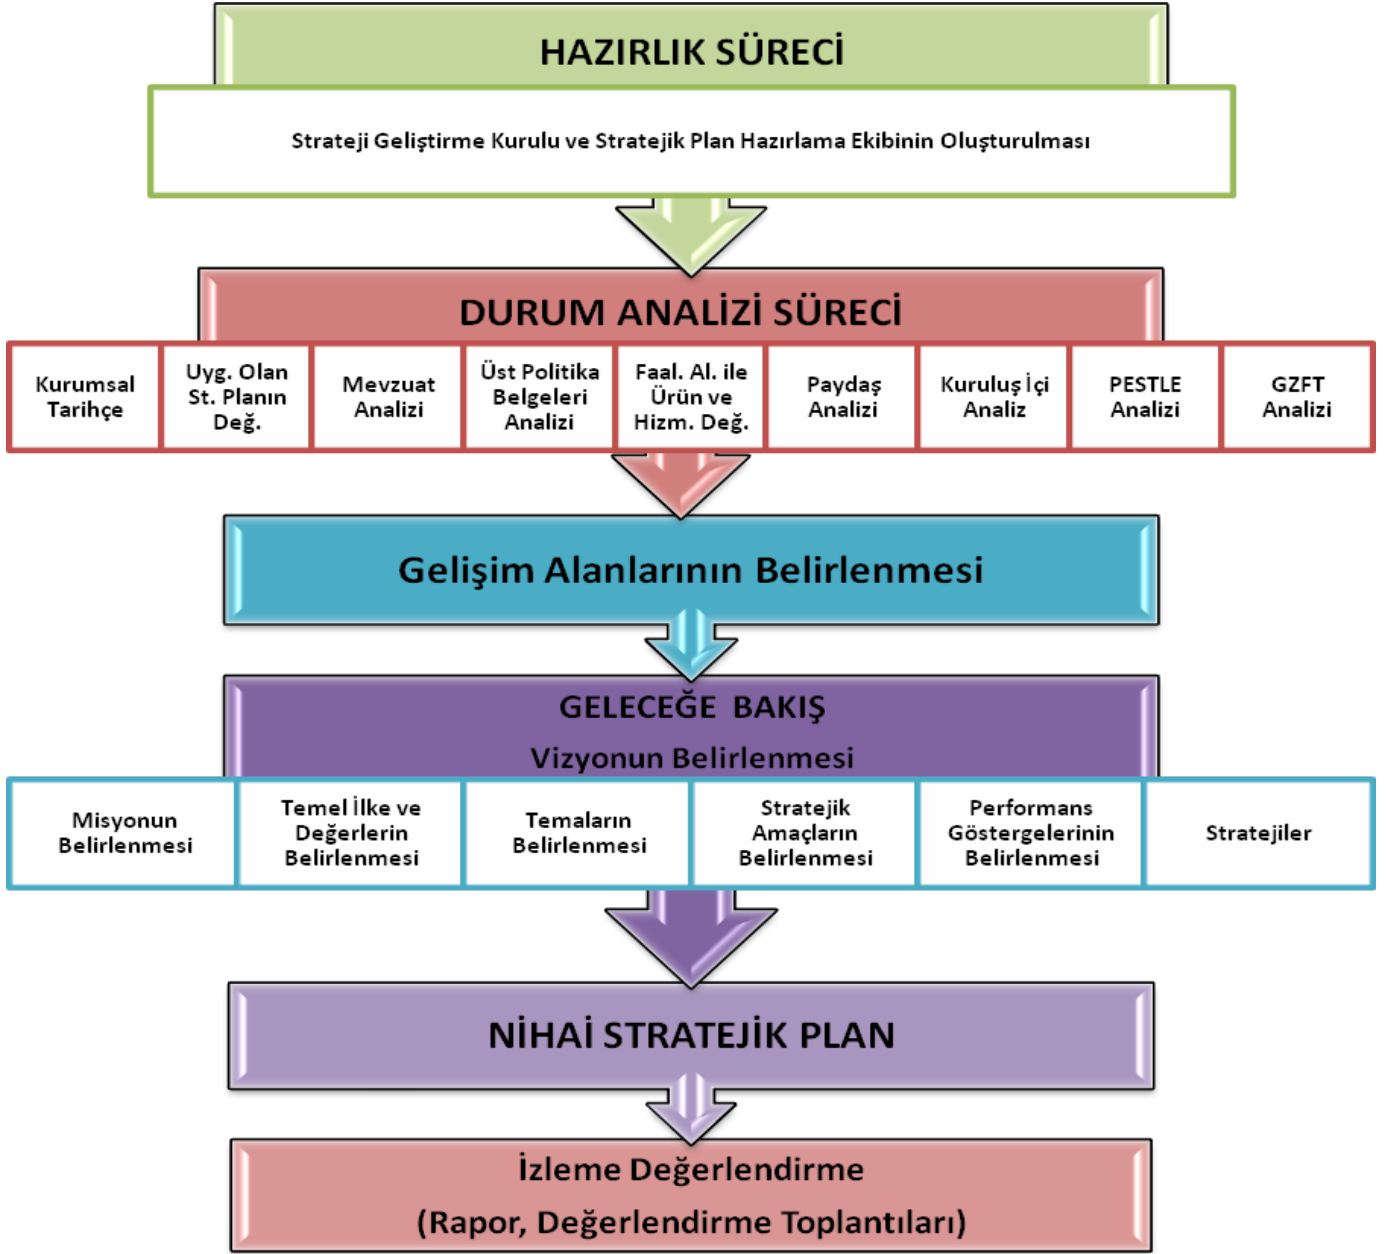 HAZIRLIK SÜRECİ
Strateji Geliştirme Kurulu ve Stratejik Plan Hazırlama Ekibinin Oluşturulması
DURUM ANALİZİ SÜRECİ
Kurumsal
Tarihçe
Uyg. Olan
St. Planın
Değ.
Mevzuat
Analizi
Üst Politika
Belgeleri
Analizi
Faal. Al. ile
Ürün ve
Hizm. Değ.
Paydaş
Analizi
Kuruluş İçi
Analiz
PESTLE
Analizi
GZFT
Analizi
Gelişim Alanlarının Belirlenmesi
GELECEĞE BAKIŞ
Vizyonun Belirlenmesi
Misyonun
Belirlenmesi
Temel İlke ve
Değerlerin
Belirlenmesi
Temaların
Belirlenmesi
Stratejik
Amaçların
Belirlenmesi
Performans
Göstergelerinin
Belirlenmesi
Stratejiler
NİHAİ STRATEJİK PLAN
İzleme Değerlendirme
(Rapor, Değerlendirme Toplantıları)